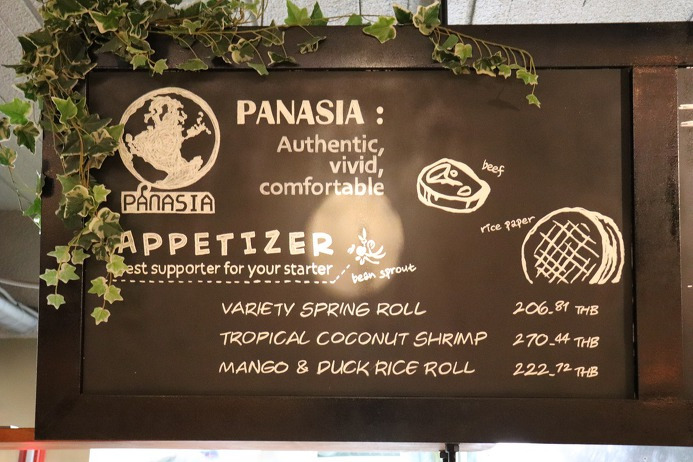 PANASIA :
Authentic,
vivid,
comfortable
PANASIA
beef
rice paper
APPETIZER
est supporter for your starter
bean sprout
VARIETY SPRING ROLL 206.81 THB
TROPICAL COCONUT SHRIMP 270.44 THB
MANGO & DUCK RICE ROLL 222.72 THB